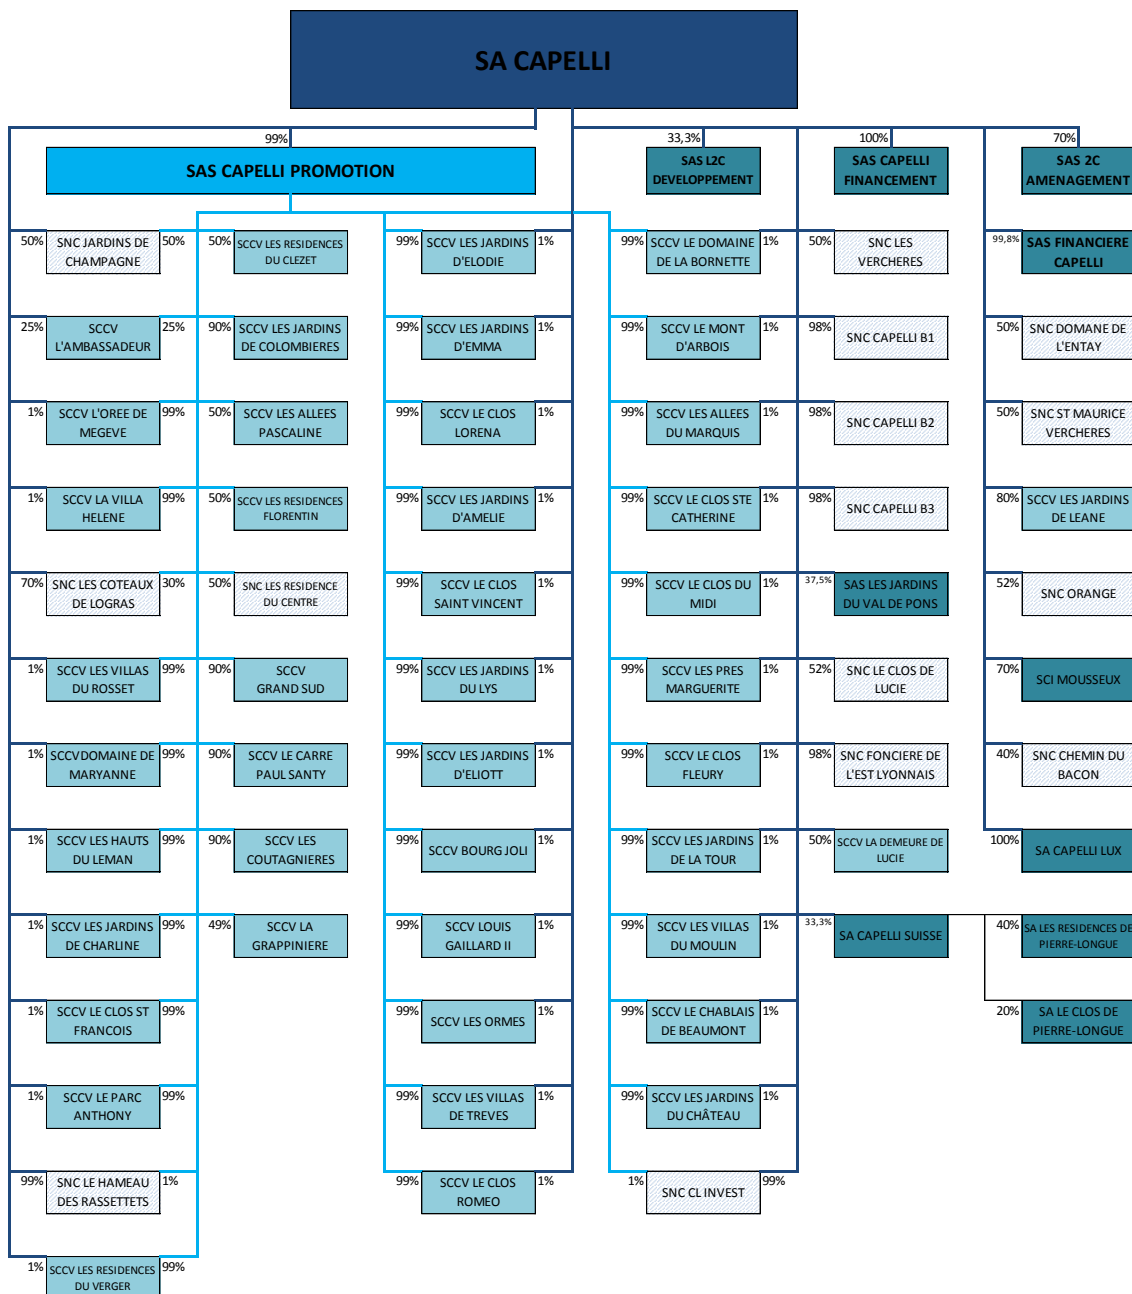 SA CAPELLI
99%
33,3%
100%
70%
SAS CAPELLI PROMOTION
SAS L2C
DEVELOPPEMENT
SAS CAPELLI
FINANCEMENT
SAS 2C
AMENAGEMENT
50%
SNC JARDINS DE
CHAMPAGNE
50%
50%
SCCV LES RESIDENCES
DU CLEZET
99%
SCCV LES JARDINS
D'ELODIE
1%
99%
SCCV LE DOMAINE
DE LA BORNETTE
1%
50%
SNC LES
VERCHERES
99,8%
SAS FINANCIERE
CAPELLI
25%
SCCV
L'AMBASSADEUR
25%
90%
SCCV LES JARDINS
DE COLOMBIERES
99%
SCCV LES JARDINS
D'EMMA
1%
99%
SCCV LE MONT
D'ARBOIS
1%
98%
SNC CAPELLI B1
50%
SNC DOMANE DE
L'ENTAY
1%
SCCV L'OREE DE
MEGEVE
99%
50%
SCCV LES ALLEES
PASCALINE
99%
SCCV LE CLOS
LORENA
1%
99%
SCCV LES ALLEES
DU MARQUIS
1%
98%
SNC CAPELLI B2
50%
SNC ST MAURICE
VERCHERES
1%
SCCV LA VILLA
HELENE
99%
50%
SCCV LES RESIDENCES
FLORENTIN
99%
SCCV LES JARDINS
D'AMELIE
1%
99%
SCCV LE CLOS STE
CATHERINE
1%
98%
SNC CAPELLI B3
80%
SCCV LES JARDINS
DE LEANE
70%
SNC LES COTEAUX
DE LOGRAS
30%
50%
SNC LES RESIDENCE
DU CENTRE
99%
SCCV LE CLOS
SAINT VINCENT
1%
99%
SCCV LE CLOS DU
MIDI
1%
37,5%
SAS LES JARDINS
DU VAL DE PONS
52%
SNC ORANGE
1%
SCCV LES VILLAS
DU ROSSET
99%
90%
SCCV
GRAND SUD
99%
SCCV LES JARDINS
DU LYS
1%
99%
SCCV LES PRES
MARGUERITE
1%
52%
SNC LE CLOS DE
LUCIE
70%
SCI MOUSSEUX
1%
SCCVDOMAINE DE
MARYANNE
99%
90%
SCCV LE CARRE
PAUL SANTY
99%
SCCV LES JARDINS
D'ELIOTT
1%
99%
SCCV LE CLOS
FLEURY
1%
98%
SNC FONCIERE DE
L'EST LYONNAIS
40%
SNC CHEMIN DU
BACON
1%
SCCV LES HAUTS
DU LEMAN
99%
90%
SCCV LES
COUTAGNIERES
99%
SCCV BOURG JOLI
1%
99%
SCCV LES JARDINS
DE LA TOUR
1%
50%
SCCV LA DEMEURE DE
LUCIE
100%
SA CAPELLI LUX
1%
SCCV LES JARDINS
DE CHARLINE
99%
49%
SCCV LA
GRAPPINIERE
99%
SCCV LOUIS
GAILLARD II
1%
99%
SCCV LES VILLAS
DU MOULIN
1%
33,3%
SA CAPELLI SUISSE
40%
SA LES RESIDENCES DE
PIERRE-LONGUE
1%
SCCV LE CLOS ST
FRANCOIS
99%
99%
SCCV LES ORMES
1%
99%
SCCV LE CHABLAIS
DE BEAUMONT
1%
20%
SA LE CLOS DE
PIERRE-LONGUE
1%
SCCV LE PARC
ANTHONY
99%
99%
SCCV LES VILLAS
DE TREVES
1%
99%
SCCV LES JARDINS
DU CHÂTEAU
1%
99%
SNC LE HAMEAU
DES RASSETTETS
1%
99%
SCCV LE CLOS
ROMEO
1%
1%
SNC CL INVEST
99%
1%
SCCV LES RESIDENCES
DU VERGER
99%